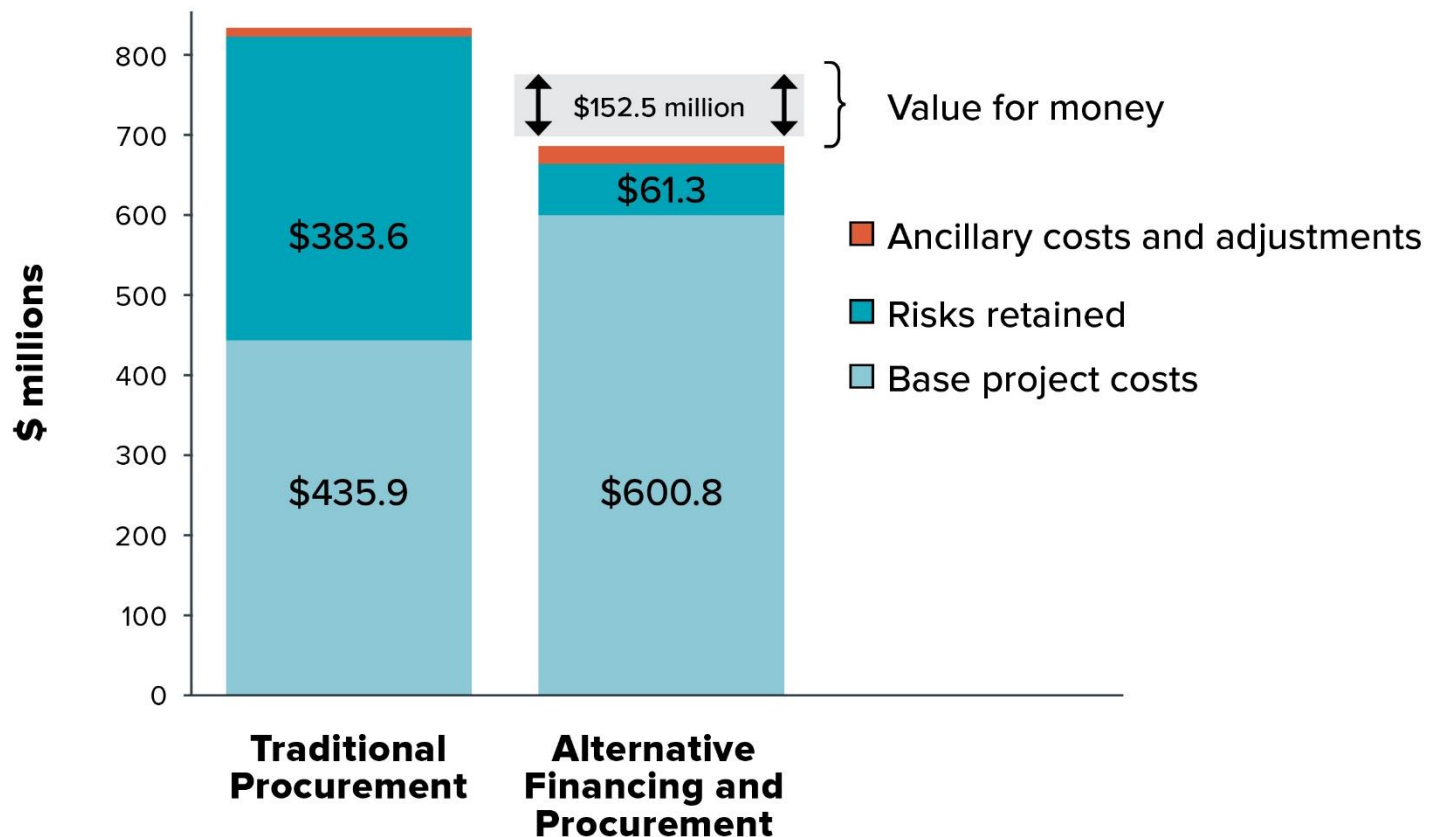 $ millions
800
700
600
500
400
300
200
100
0
$383.6
$435.9
$152.5 million
$61.3
$600.8
Value for money
Ancillary costs and adjustments
Risks retained
Base project costs
Traditional
Procurement
Alternative
Financing and
Procurement